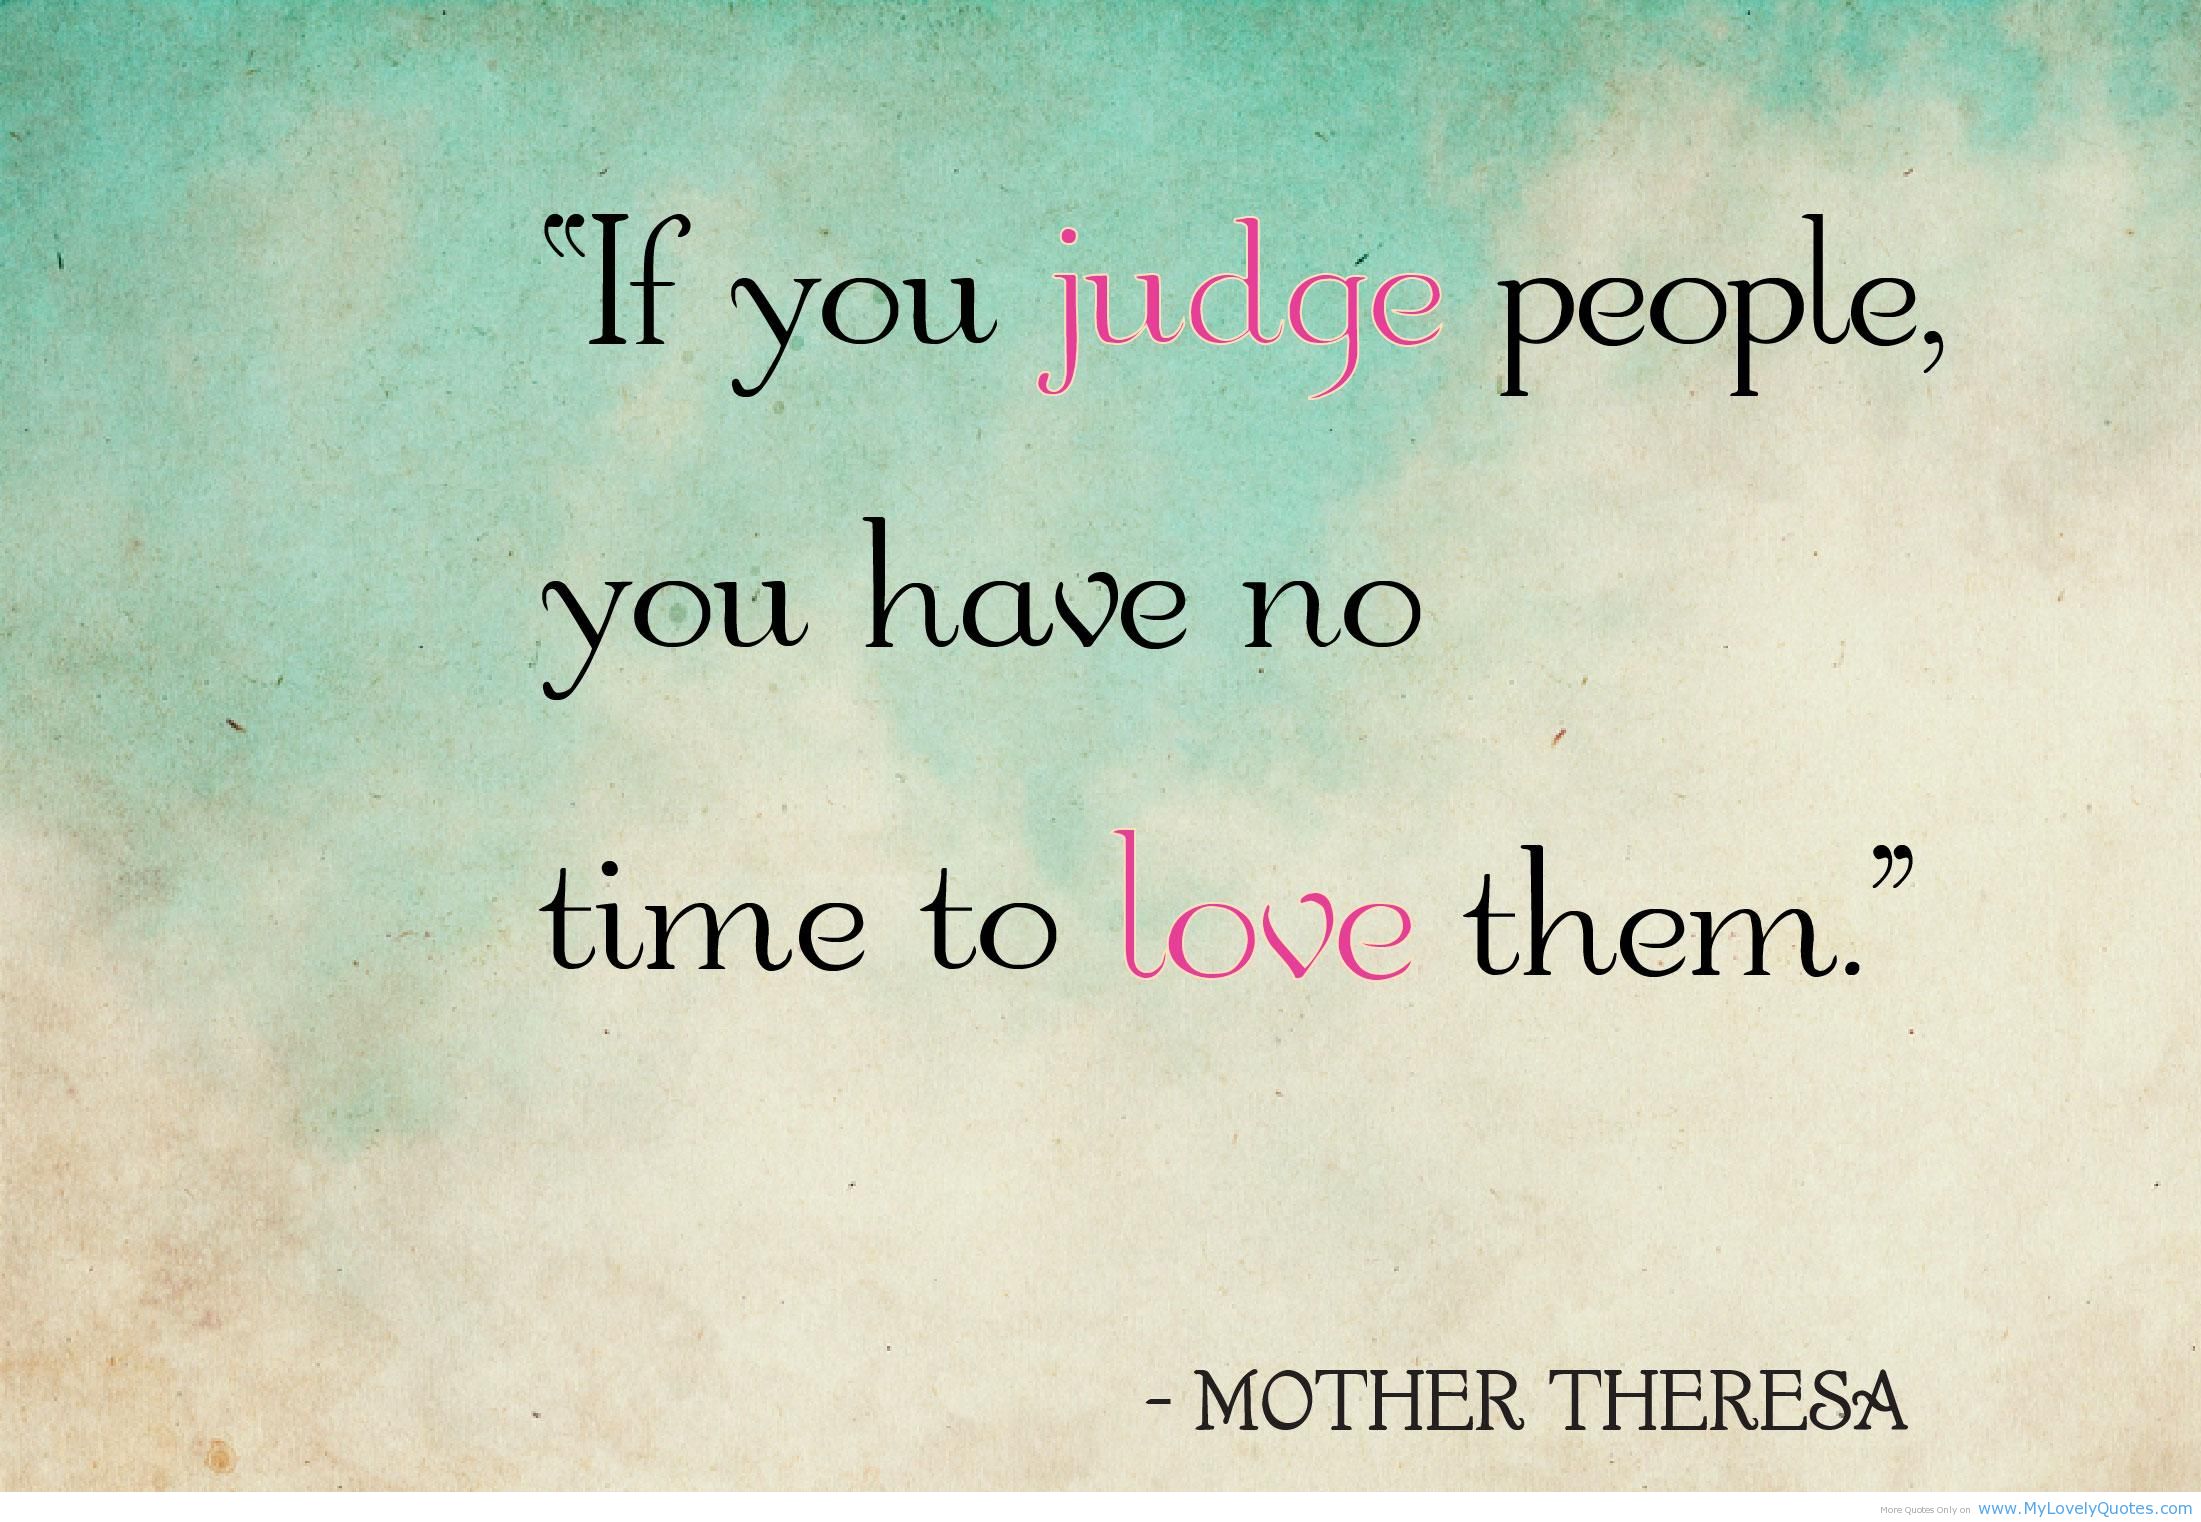 “If you judge people,
you have no
time to love them.”
- MOTHER THERESA
More Quotes Only on www.MyLovelyQuotes.com